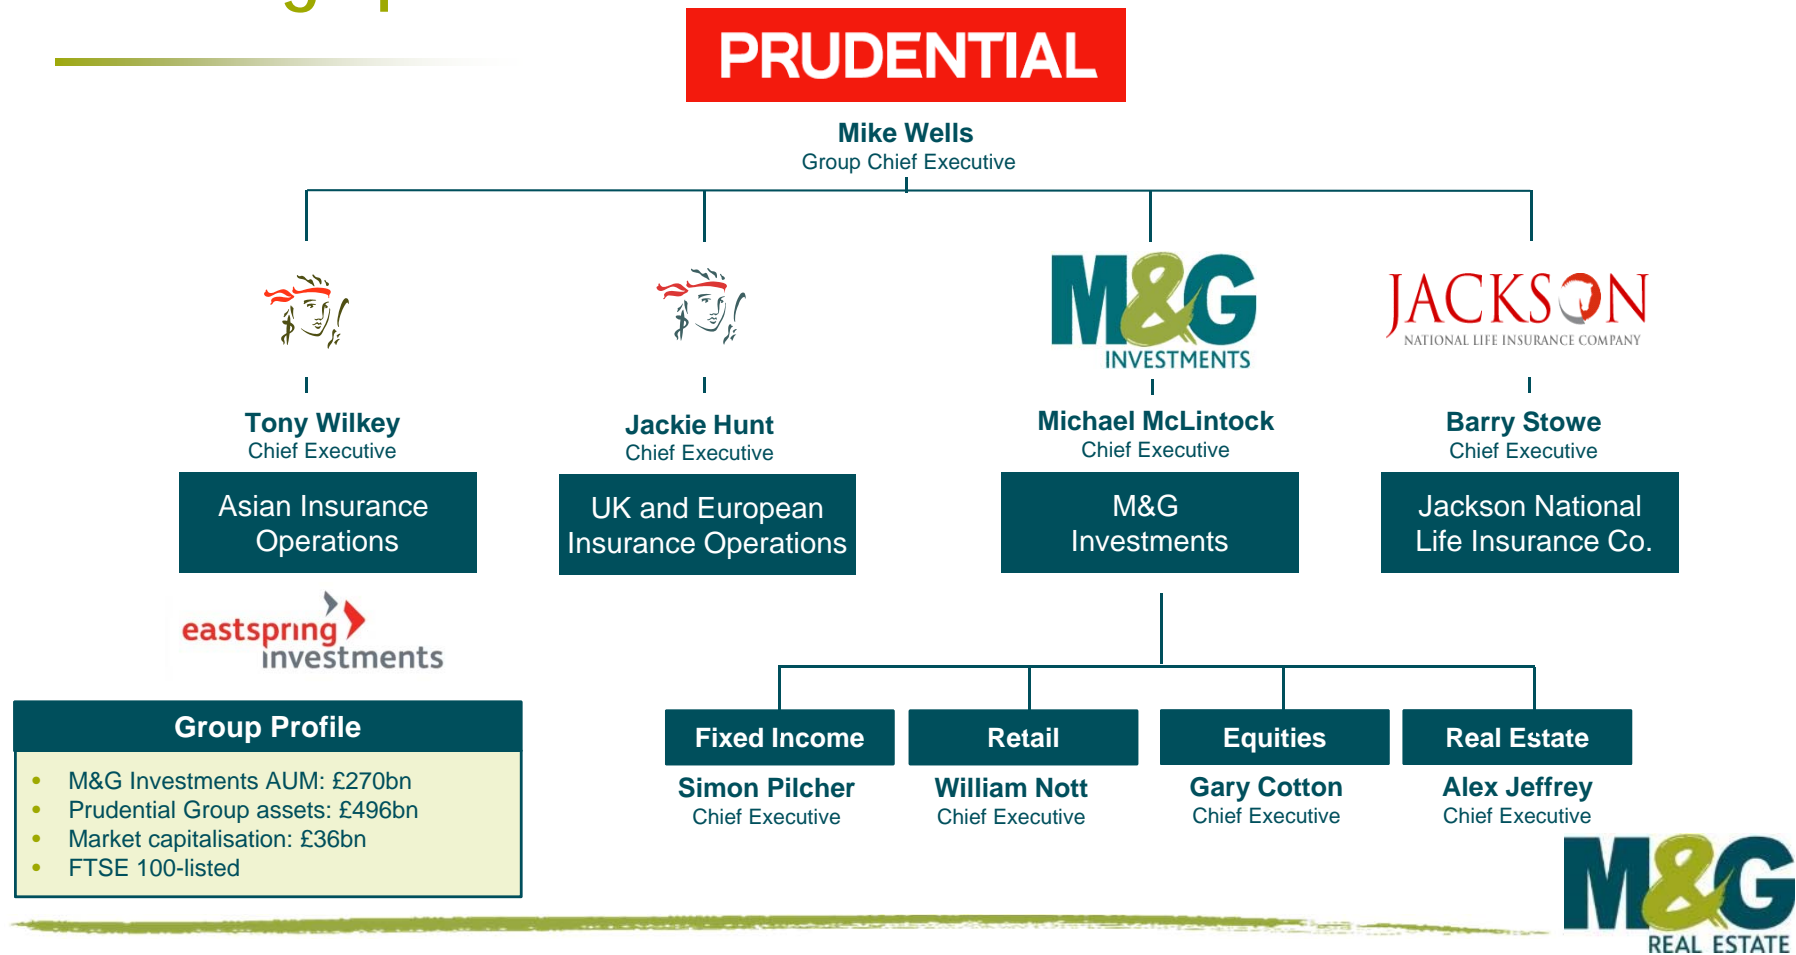 PRUDENTIAL
Mike Wells
Group Chief Executive
M&G
INVESTMENTS
JACKSON
NATIONAL LIFE INSURANCE COMPANY
Tony Wilkey
Chief Executive
Jackie Hunt
Chief Executive
Michael McLintock
Chief Executive
Barry Stowe
Chief Executive
Asian Insurance
Operations
UK and European
Insurance Operations
M&G
Investments
Jackson National
Life Insurance Co.
eastspring
investments
Group Profile
• M&G Investments AUM: £270bn
• Prudential Group assets: £496bn
• Market capitalisation: £36bn
• FTSE 100-listed
Fixed Income
Simon Pilcher
Chief Executive
Retail
William Nott
Chief Executive
Equities
Gary Cotton
Chief Executive
Real Estate
Alex Jeffrey
Chief Executive
M&G
REAL ESTATE